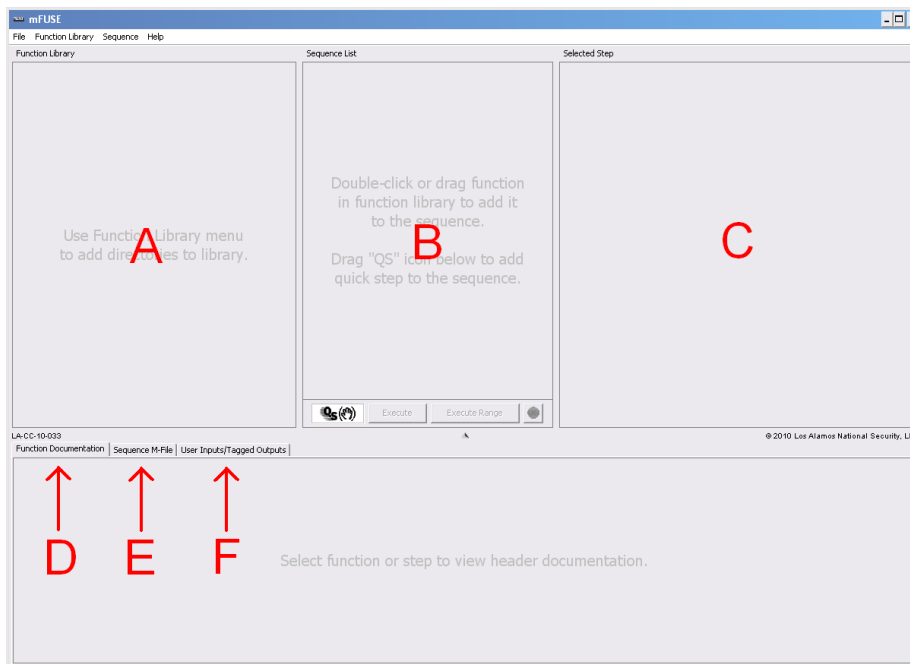 mFUSE
File Function Library Sequence Help
Function Library Sequence List Selected Step
Use Function Library menu
to add directories to library.
A
Double-click or drag function
in function library to add it
to the sequence.
B
Drag "QS" icon below to add
quick step to the sequence.
C
QS Execute Execute Range
LA-CC-10-033 © 2010 Los Alamos National Security,
Function Documentation Sequence M-File User Inputs/Tagged Outputs
D E F
Select function or step to view header documentation.